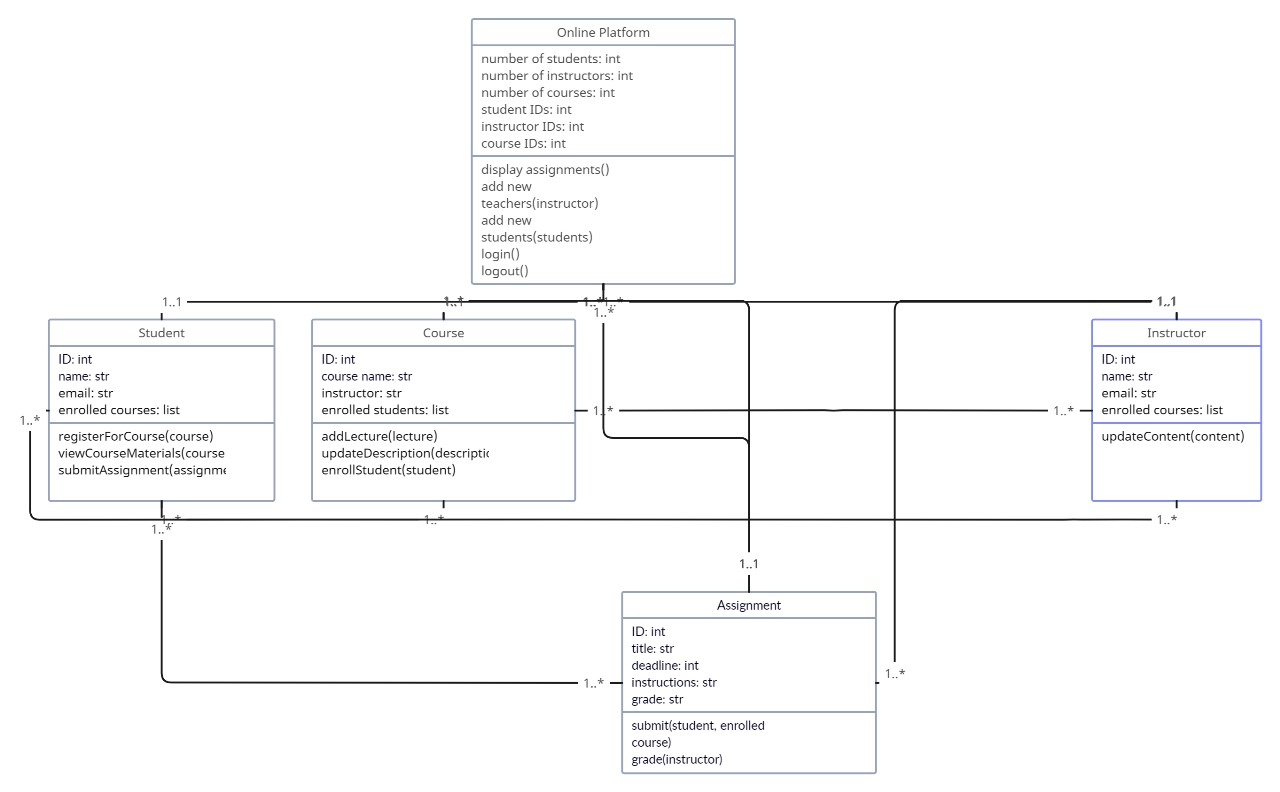 Online Platform
number of students: int
number of instructors: int
number of courses: int
student IDs: int
instructor IDs: int
course IDs: int
display assignments()
add new
teachers(instructor)
add new
students(students)
login()
logout()
1..1
1..*
1..*
1..*
1..*
1..1
Student
ID: int
name: str
email: str
enrolled courses: list
registerForCourse(course)
viewCourseMaterials(course
submitAssignment(assignme
Course
ID: int
course name: str
instructor: str
enrolled students: list
addLecture(lecture)
updateDescription(descriptic
enrollStudent(student)
Instructor
ID: int
name: str
email: str
enrolled courses: list
updateContent(content)
1..*
1..*
1..*
1..*
1..*
1..*
1..*
1..1
Assignment
ID: int
title: str
deadline: int
instructions: str
grade: str
submit(student, enrolled
course)
grade(instructor)
1..*
1..*